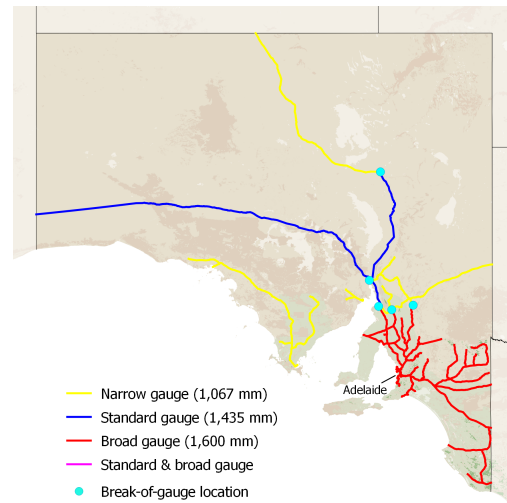 Adelaide
Narrow gauge (1,067 mm)
Standard gauge (1,435 mm)
Broad gauge (1,600 mm)
Standard & broad gauge
Break-of-gauge location